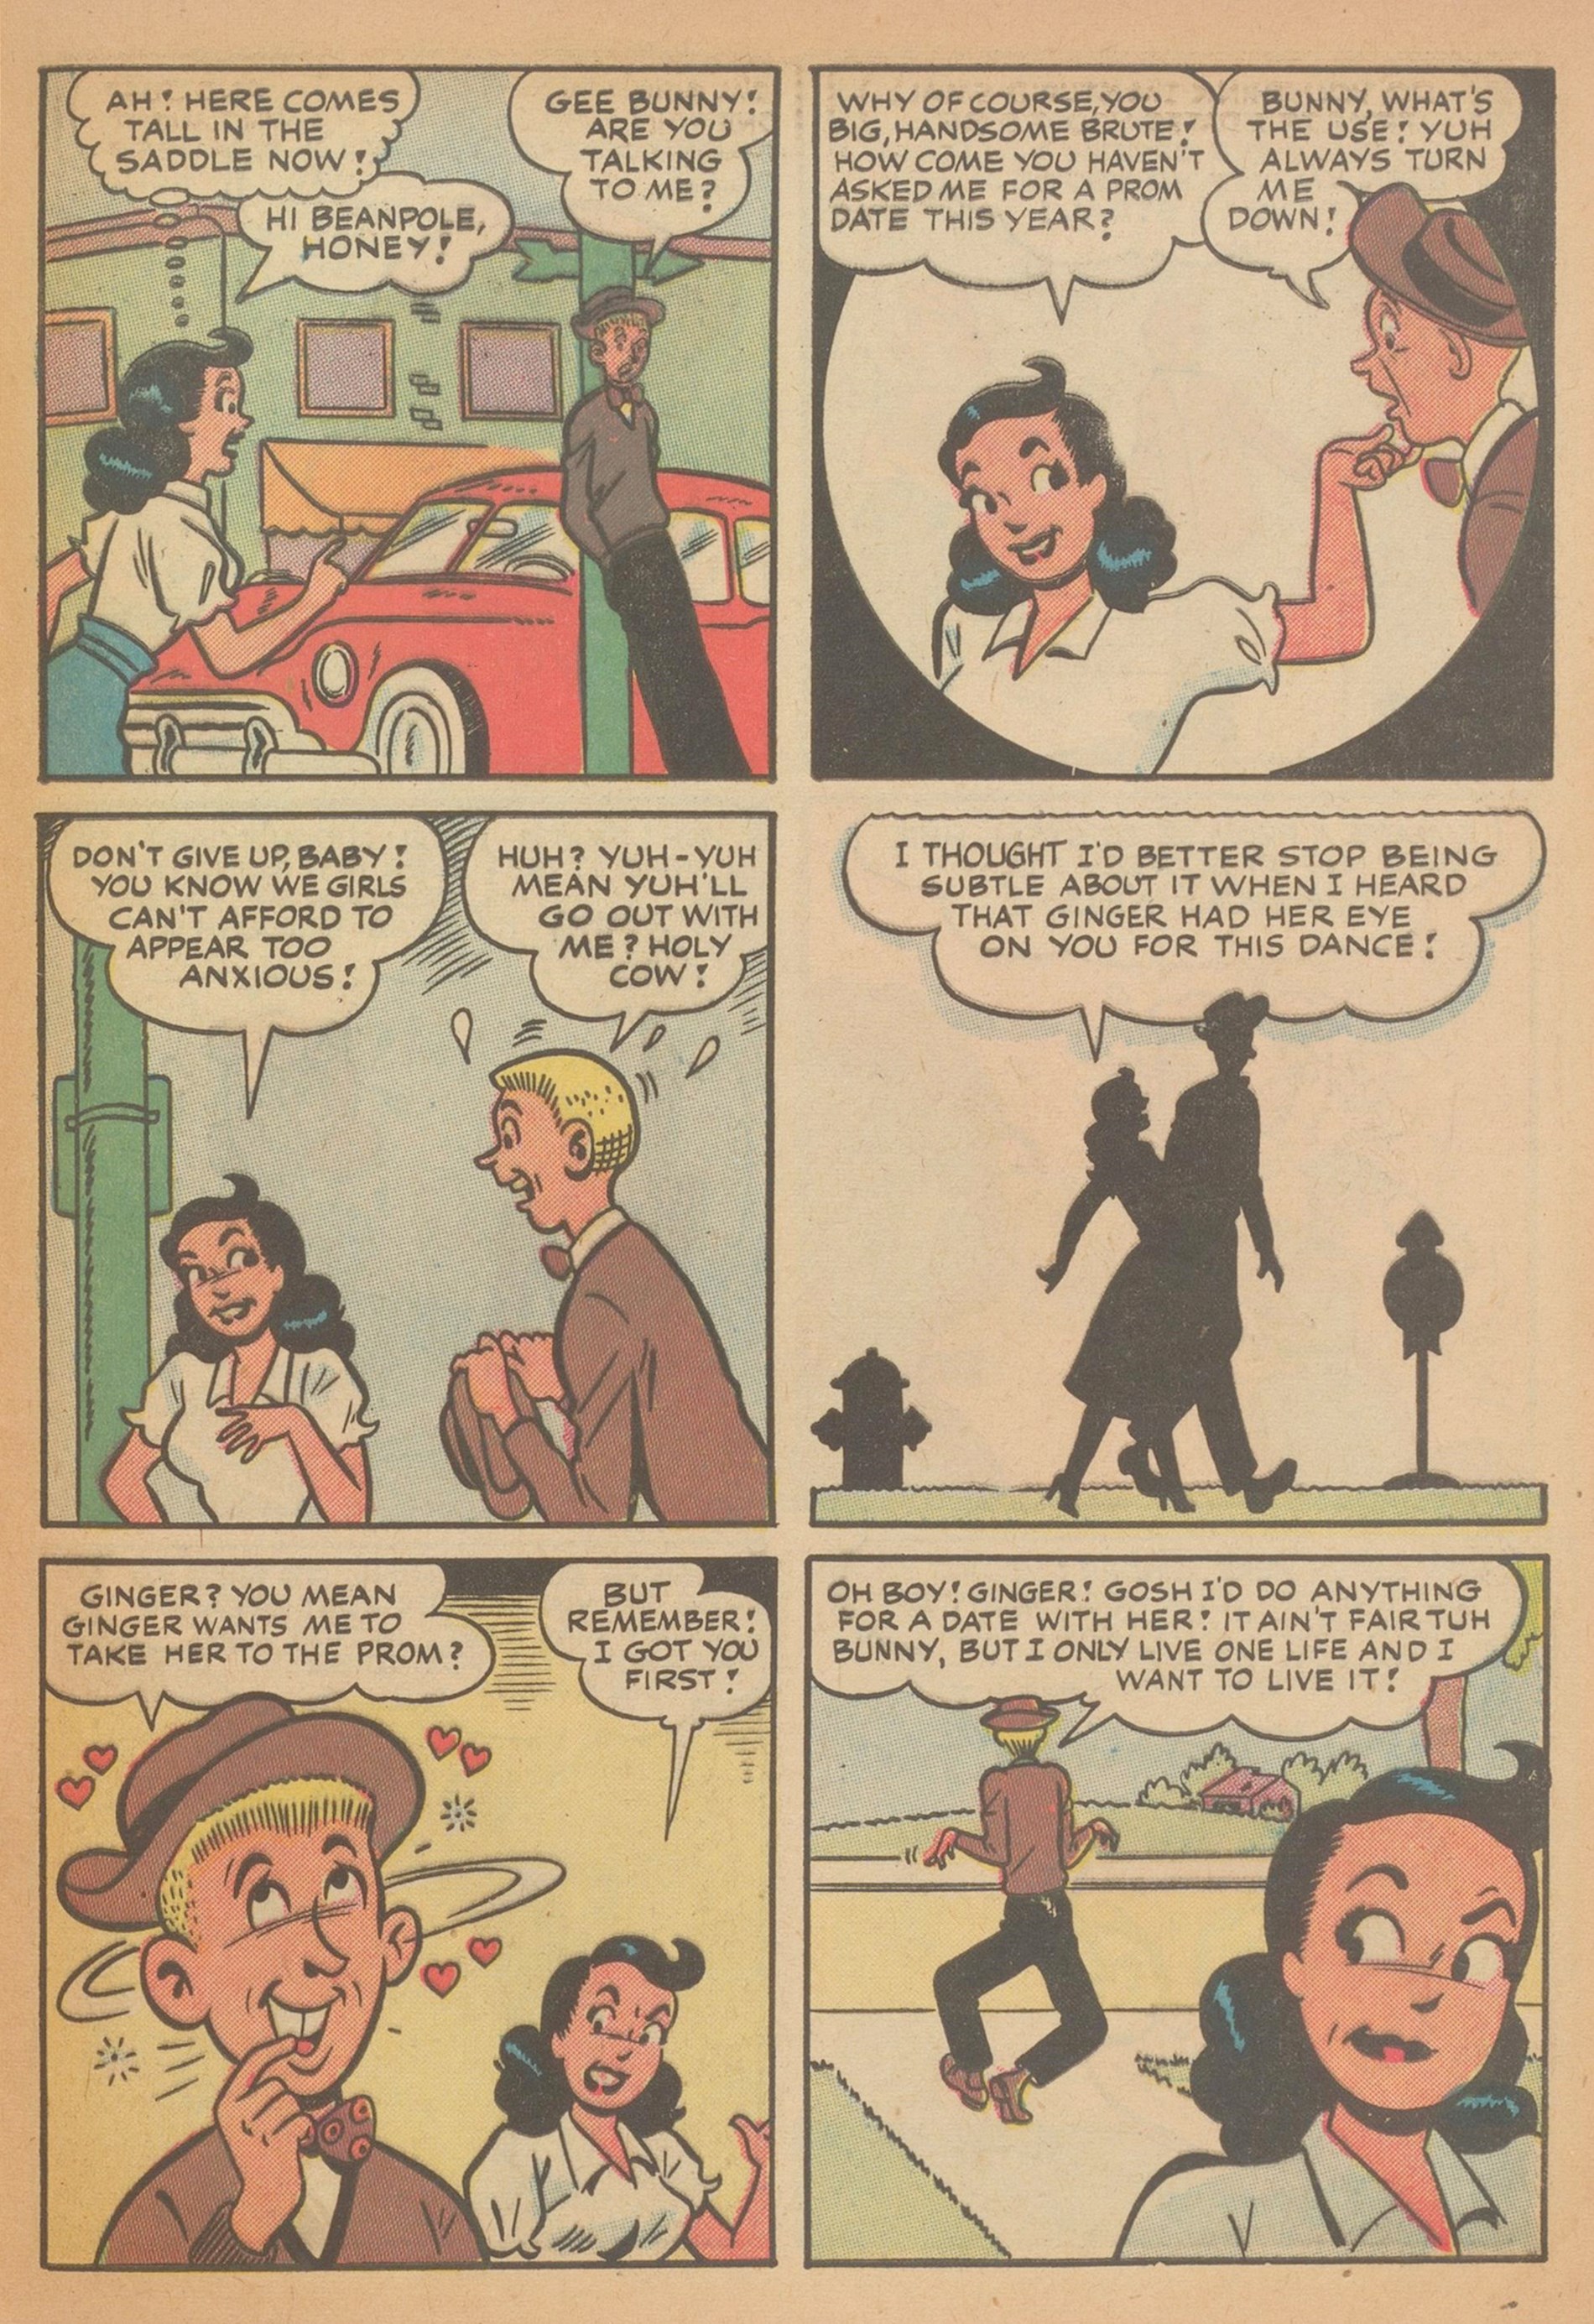 AH! HERE COMES
TALL IN THE
SADDLE NOW!
HI BEANPOLE,
HONEY!
GEE BUNNY!
ARE YOU
TALKING
TO ME?
WHY OF COURSE, YOU
BIG, HANDSOME BRUTE!
HOW COME YOU HAVEN'T
ASKED ME FOR A PROM
DATE THIS YEAR?
BUNNY, WHAT'S
THE USE! YUH
ALWAYS TURN
ME
DOWN!
DON'T GIVE UP, BABY!
YOU KNOW WE GIRLS
CAN'T AFFORD TO
APPEAR TOO
ANXIOUS!
HUH? YUH-YUH
MEAN YUH'LL
GO OUT WITH
ME? HOLY
COW!
I THOUGHT I'D BETTER STOP BEING
SUBTLE ABOUT IT WHEN I HEARD
THAT GINGER HAD HER EYE
ON YOU FOR THIS DANCE!
GINGER? YOU MEAN
GINGER WANTS ME TO
TAKE HER TO THE PROM?
BUT
REMEMBER!
I GOT YOU
FIRST!
OH BOY! GINGER! GOSH I'D DO ANYTHING
FOR A DATE WITH HER! IT AIN'T FAIR TUH
BUNNY, BUT I ONLY LIVE ONE LIFE AND I
WANT TO LIVE IT!